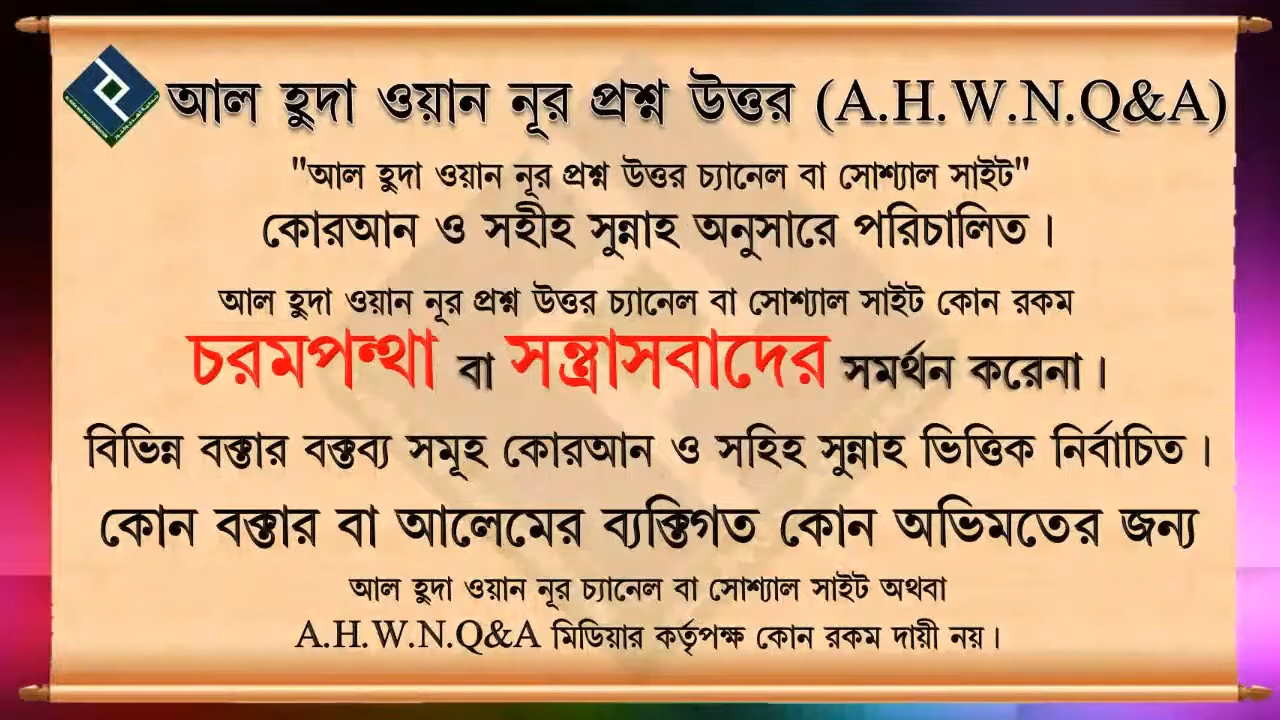 আল হুদা ওয়ান নূর প্রশ্ন উত্তর (A.H.W.N.Q&A)
"আল হুদা ওয়ান নূর প্রশ্ন উত্তর চ্যানেল বা সোশ্যাল সাইট"
কোরআন ও সহীহ সুন্নাহ অনুসারে পরিচালিত।
আল হুদা ওয়ান নূর প্রশ্ন উত্তর চ্যানেল বা সোশ্যাল সাইট কোন রকম
চরমপন্থা বা সন্ত্রাসবাদের সমর্থন করেনা।
বিভিন্ন বক্তার বক্তব্য সমূহ কোরআন ও সহিহ সুন্নাহ ভিত্তিক নির্বাচিত।
কোন বক্তার বা আলেমের ব্যক্তিগত কোন অভিমতের জন্য
আল হুদা ওয়ান নূর চ্যানেল বা সোশ্যাল সাইট অথবা
A.H.W.N.Q&A মিডিয়ার কর্তৃপক্ষ কোন রকম দায়ী নয়।